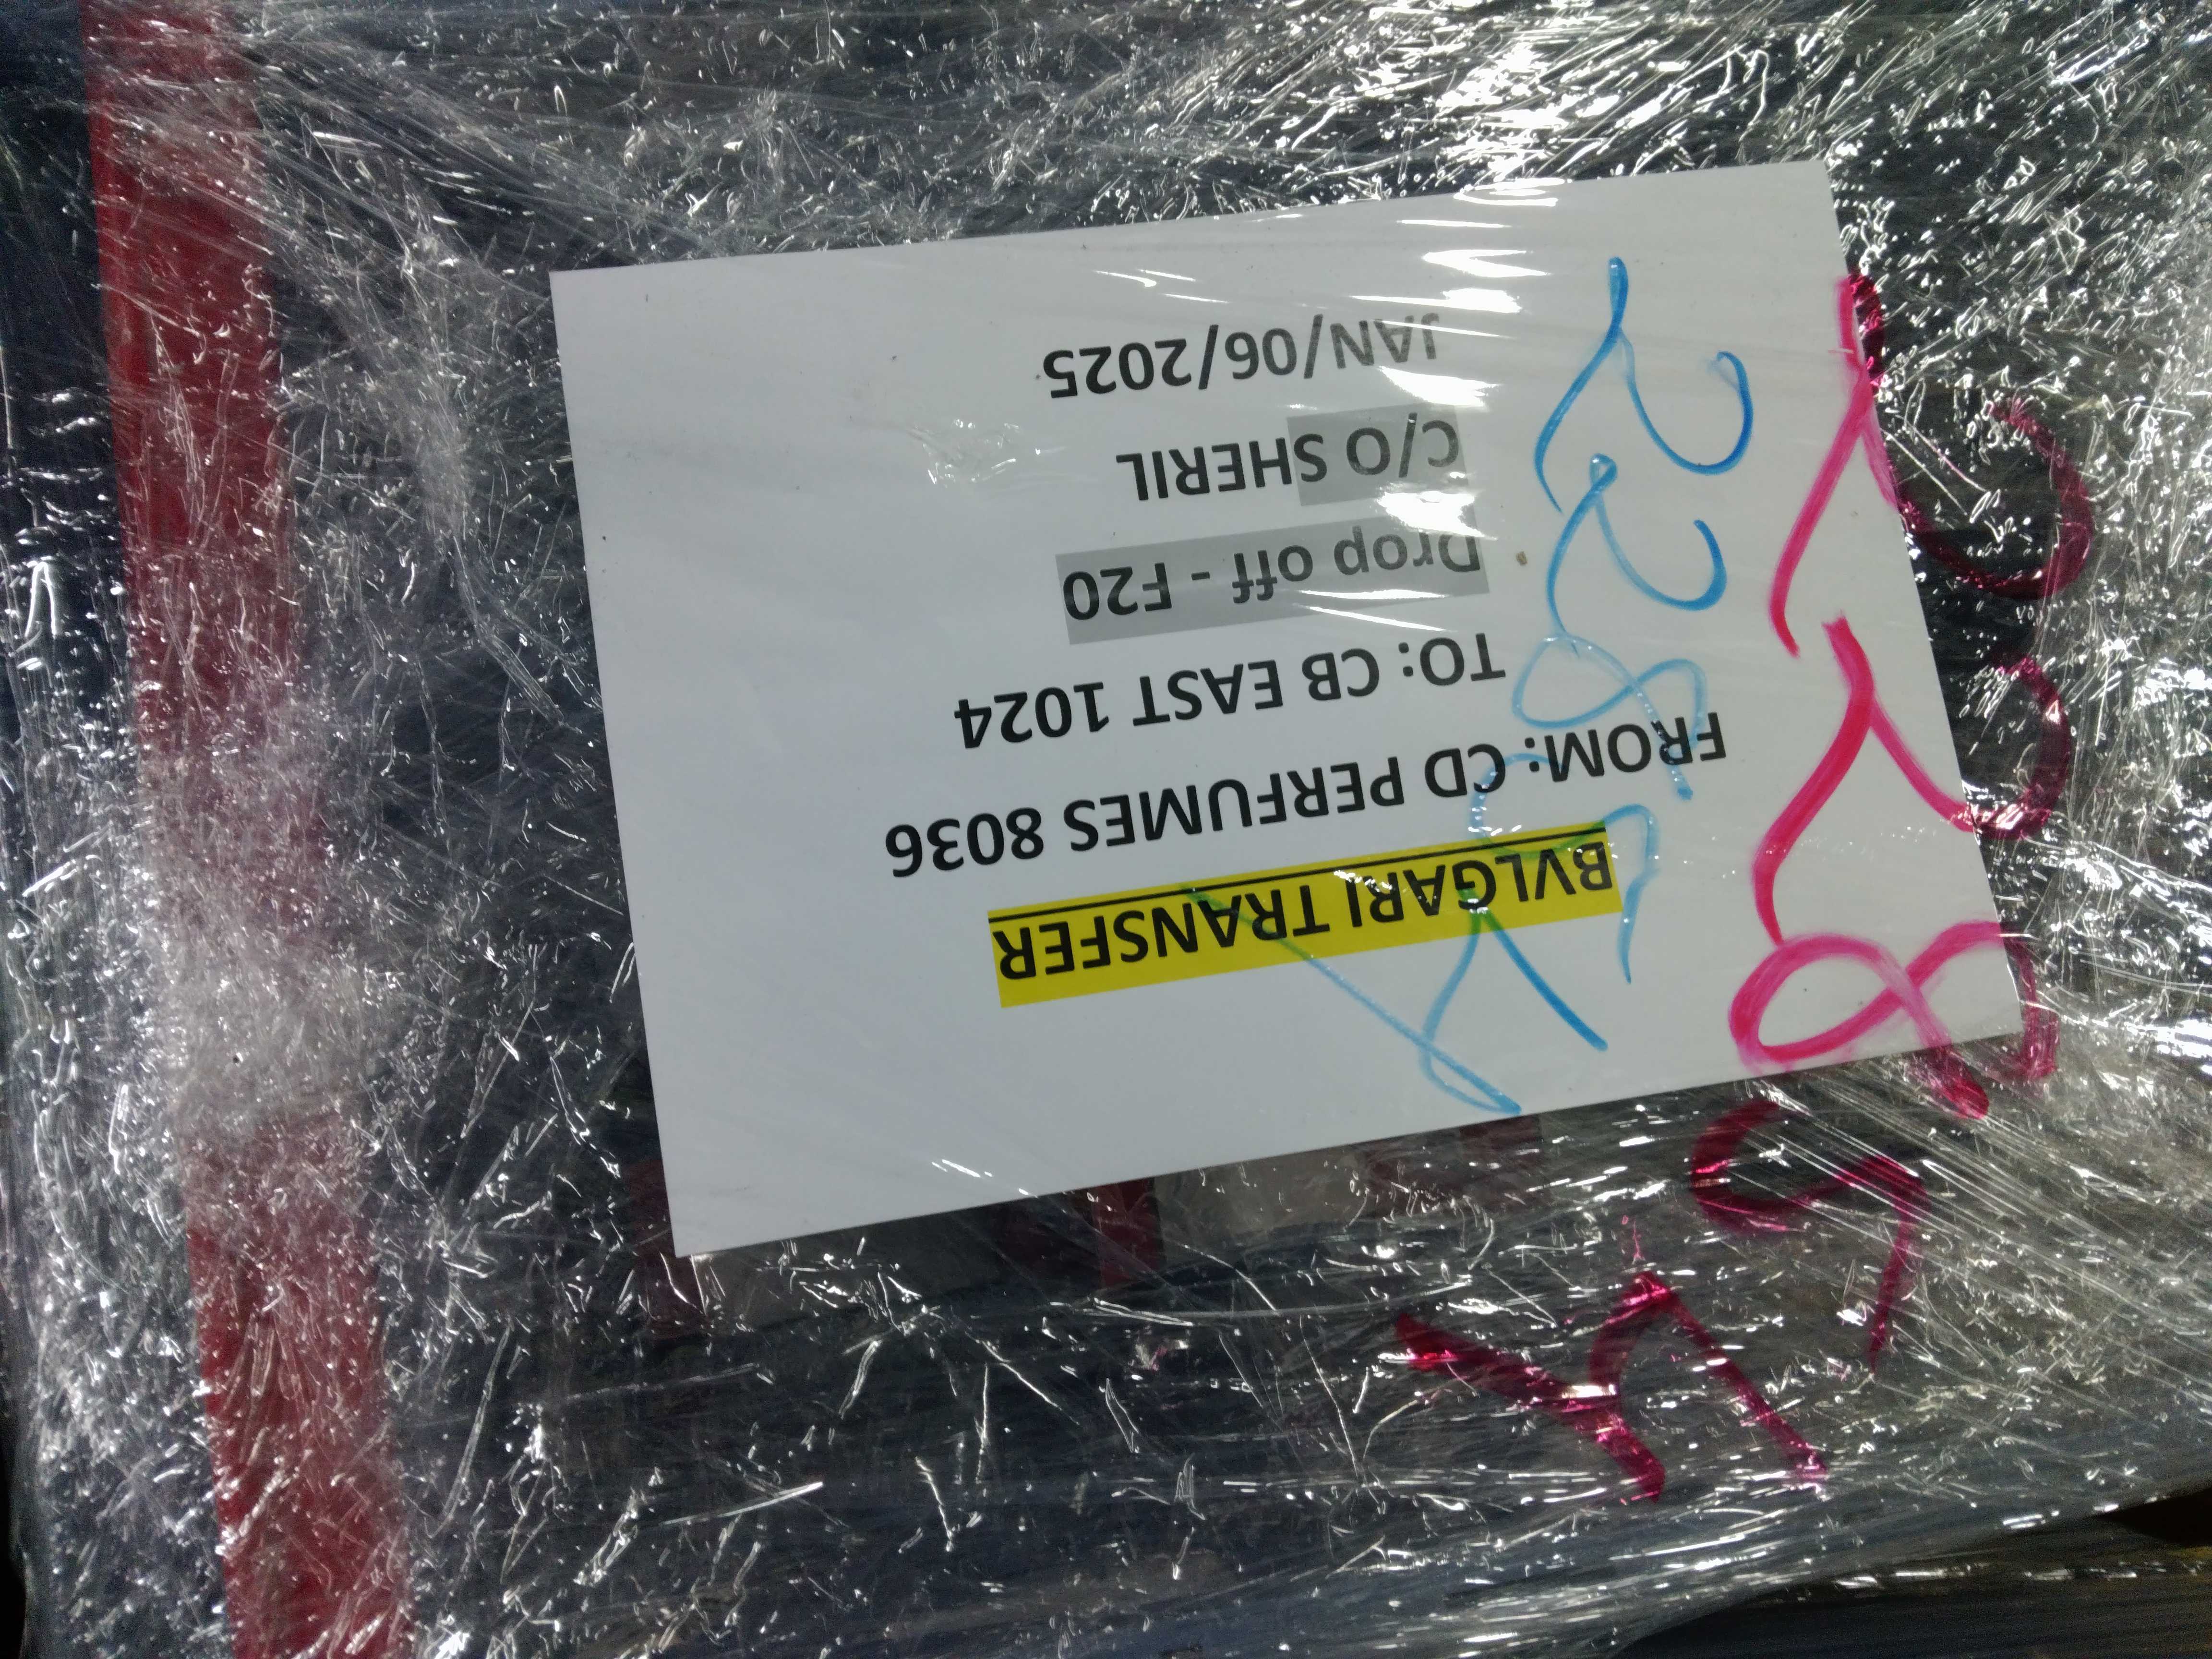 BVLGARI TRANSFER
FROM: CD PERFUMES 8036
TO: CB EAST 1024
Drop off - F20
C/O SHERIL
JAN/06/2025